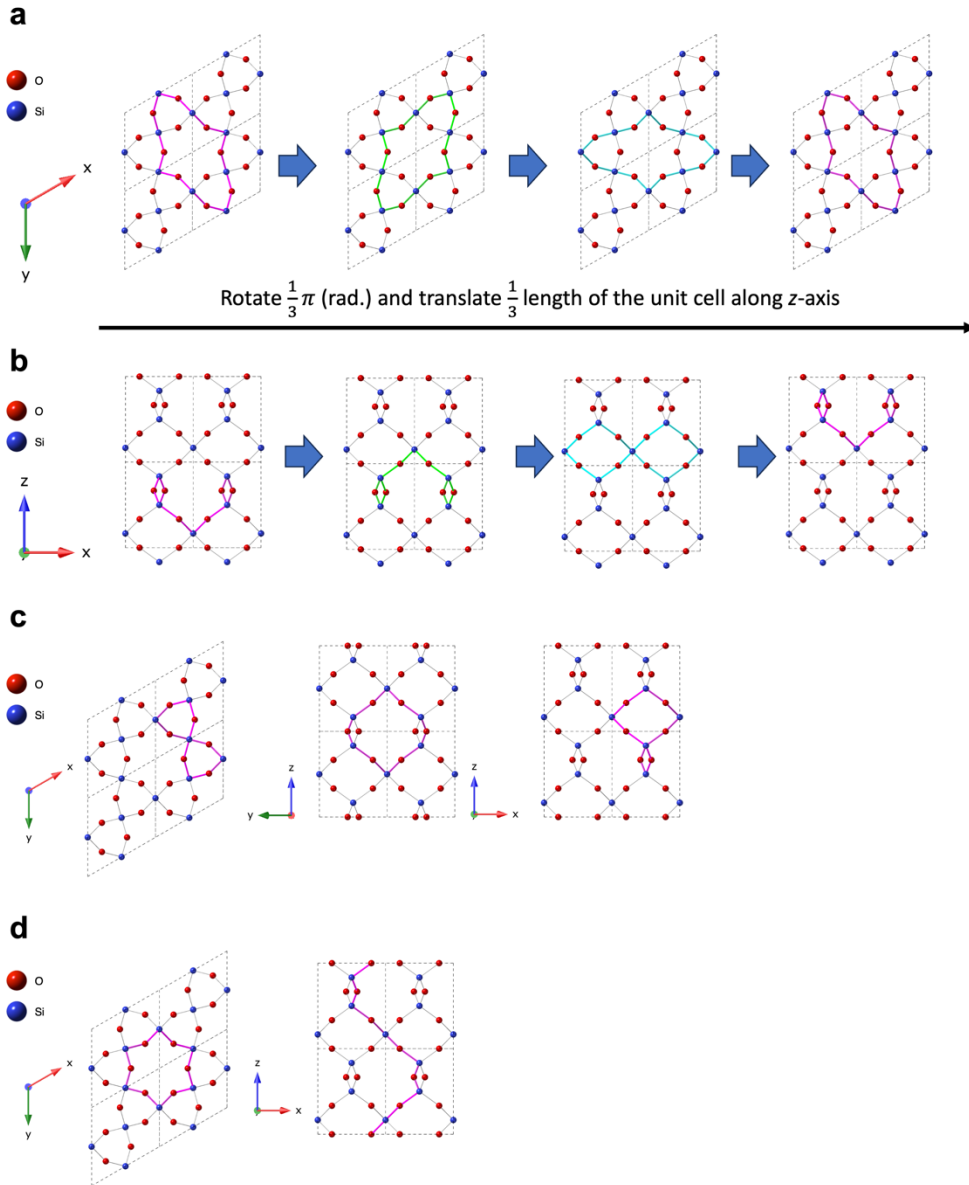 a
O
Si
x
y
Rotate 1/3 π (rad.) and translate 1/3 length of the unit cell along z-axis
b
O
Si
z
y
x
c
O
Si
x
y
z
y
z
y
x
d
O
Si
x
y
z
y
x